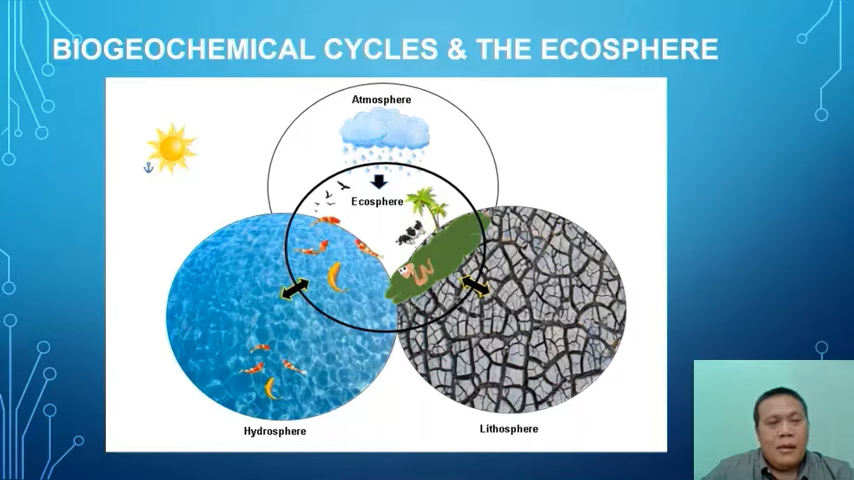 BIOGEOCHEMICAL CYCLES & THE ECOSPHERE
Atmosphere
Ecosphere
Hydrosphere
Lithosphere